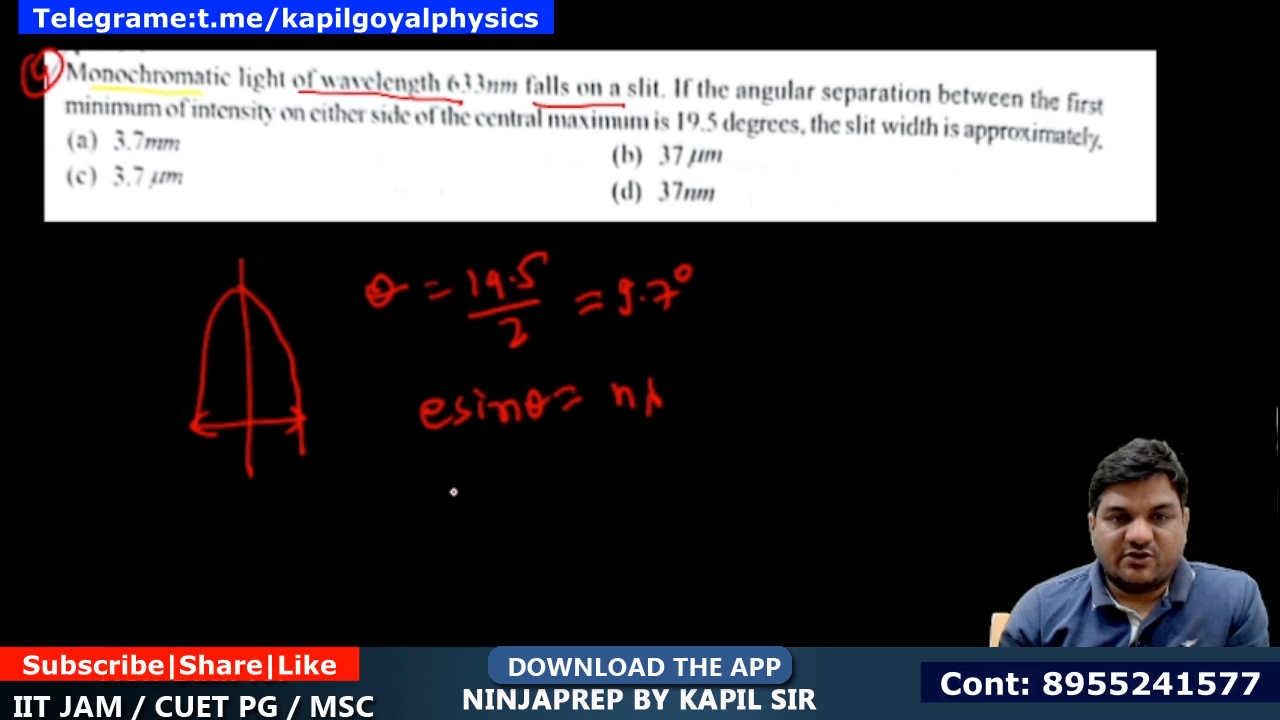 Telegrame:t.me/kapilgoyalphysics
4 Monochromatic light of wavelength 633nm falls on a slit. If the angular separation between the first
minimum of intensity on either side of the central maximum is 19.5 degrees, the slit width is approximately,
(a) 3.7mm
(b) 37 μm
(c) 3.7 μm
(d) 37nm
θ = 19.5/2 = 9.7°
e sinθ = nλ
Subscribe|Share|Like
DOWNLOAD THE APP
IIT JAM / CUET PG / MSC
NINJAPREP BY KAPIL SIR
Cont: 8955241577